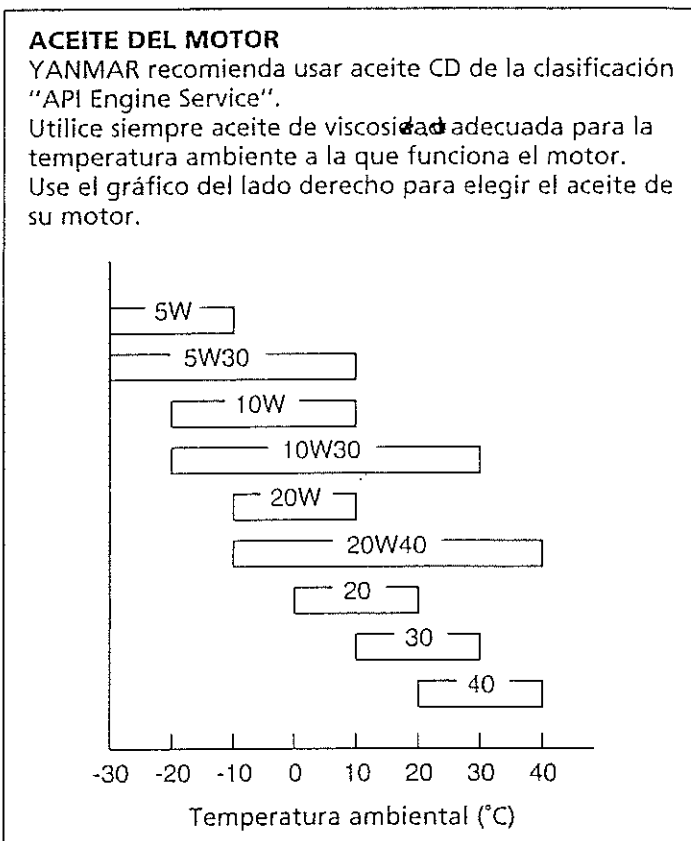 ACEITE DEL MOTOR
YANMAR recomienda usar aceite CD de la clasificación
"API Engine Service".
Utilice siempre aceite de viscosidad adecuada para la
temperatura ambiente a la que funciona el motor.
Use el gráfico del lado derecho para elegir el aceite de
su motor.
5W
5W30
10W
10W30
20W
20W40
20
30
40
-30 -20 -10 0 10 20 30 40
Temperatura ambiental (°C)